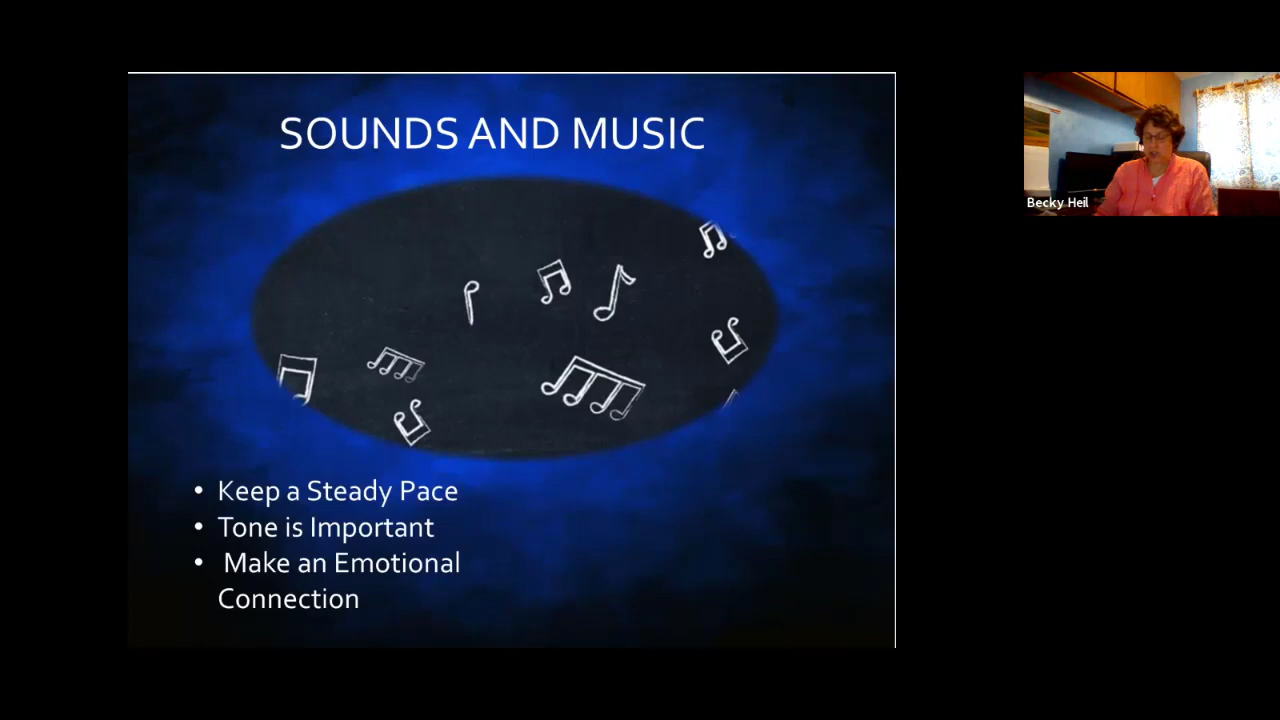 SOUNDS AND MUSIC
• Keep a Steady Pace
• Tone is Important
• Make an Emotional
Connection
Becky Heil